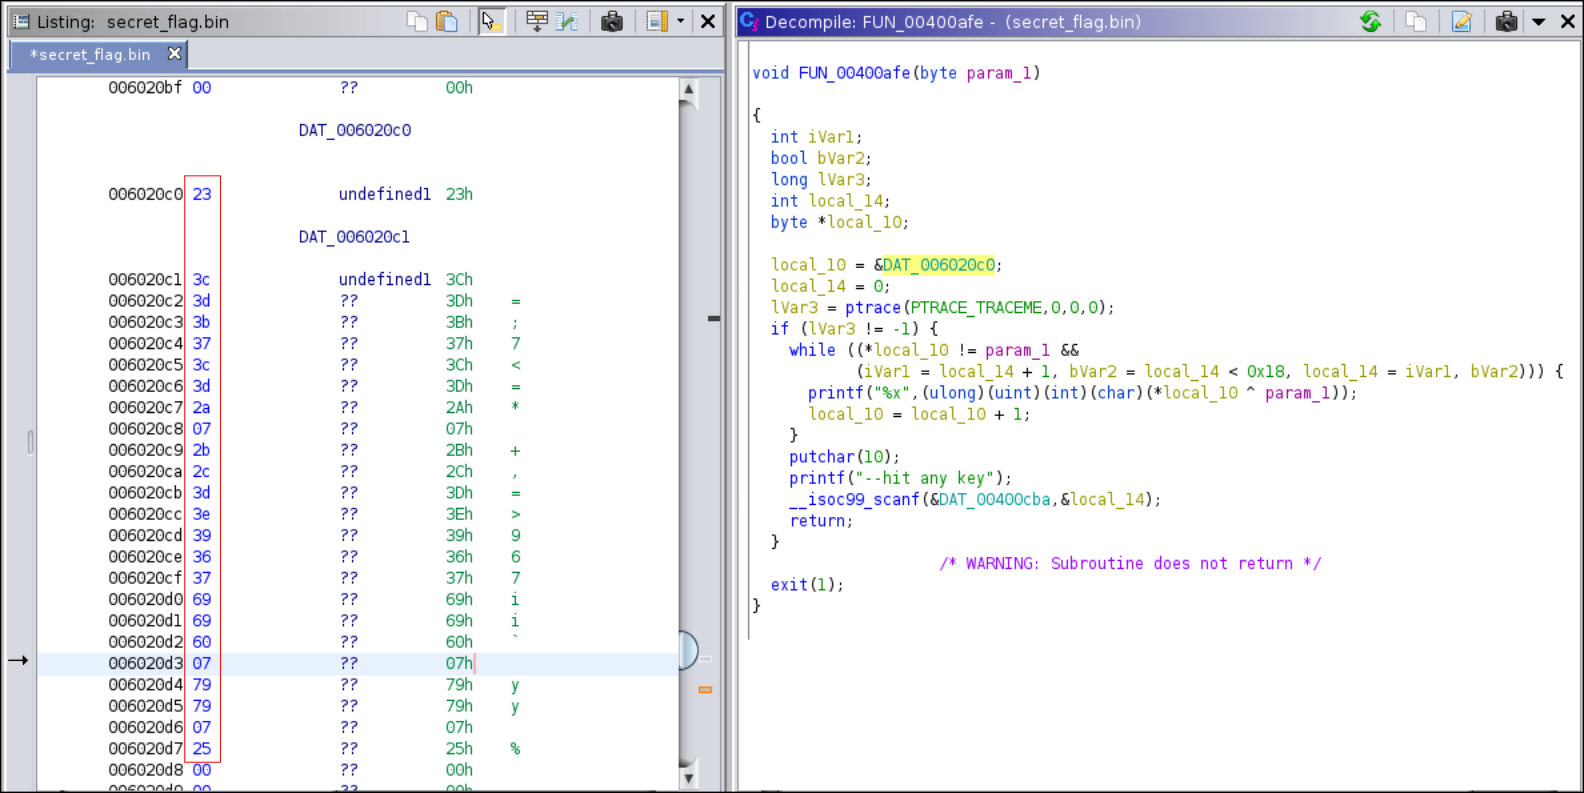 Listing: secret_flag.bin
*secret_flag.bin
006020bf 00 ?? 00h
DAT_006020c0
006020c0 23 undefined1 23h
DAT_006020c1
006020c1 3c undefined1 3Ch
006020c2 3d ?? 3Dh =
006020c3 3b ?? 3Bh ;
006020c4 37 ?? 37h 7
006020c5 3c ?? 3Ch <
006020c6 3d ?? 3Dh =
006020c7 2a ?? 2Ah *
006020c8 07 ?? 07h
006020c9 2b ?? 2Bh +
006020ca 2c ?? 2Ch ,
006020cb 3d ?? 3Dh =
006020cc 3e ?? 3Eh >
006020cd 39 ?? 39h 9
006020ce 36 ?? 36h 6
006020cf 37 ?? 37h 7
006020d0 69 ?? 69h i
006020d1 69 ?? 69h i
006020d2 60 ?? 60h `
006020d3 07 ?? 07h
006020d4 79 ?? 79h y
006020d5 79 ?? 79h y
006020d6 07 ?? 07h
006020d7 25 ?? 25h %
006020d8 00 ?? 00h
006020d9 00 ?? 00h
Decompile: FUN_00400afe - (secret_flag.bin)
void FUN_00400afe(byte param_1)
{
int iVar1;
bool bVar2;
long lVar3;
int local_14;
byte *local_10;
local_10 = &DAT_006020c0;
local_14 = 0;
lVar3 = ptrace(PTRACE_TRACEME,0,0,0);
if (lVar3 != -1) {
while ((*local_10 != param_1 &&
(iVar1 = local_14 + 1, bVar2 = local_14 < 0x18, local_14 = iVar1, bVar2))) {
printf("%x",(ulong)(uint)(int)(char)(*local_10 ^ param_1));
local_10 = local_10 + 1;
}
putchar(10);
printf("--hit any key");
__isoc99_scanf(&DAT_00400cba,&local_14);
return;
}
/* WARNING: Subroutine does not return */
exit(1);
}